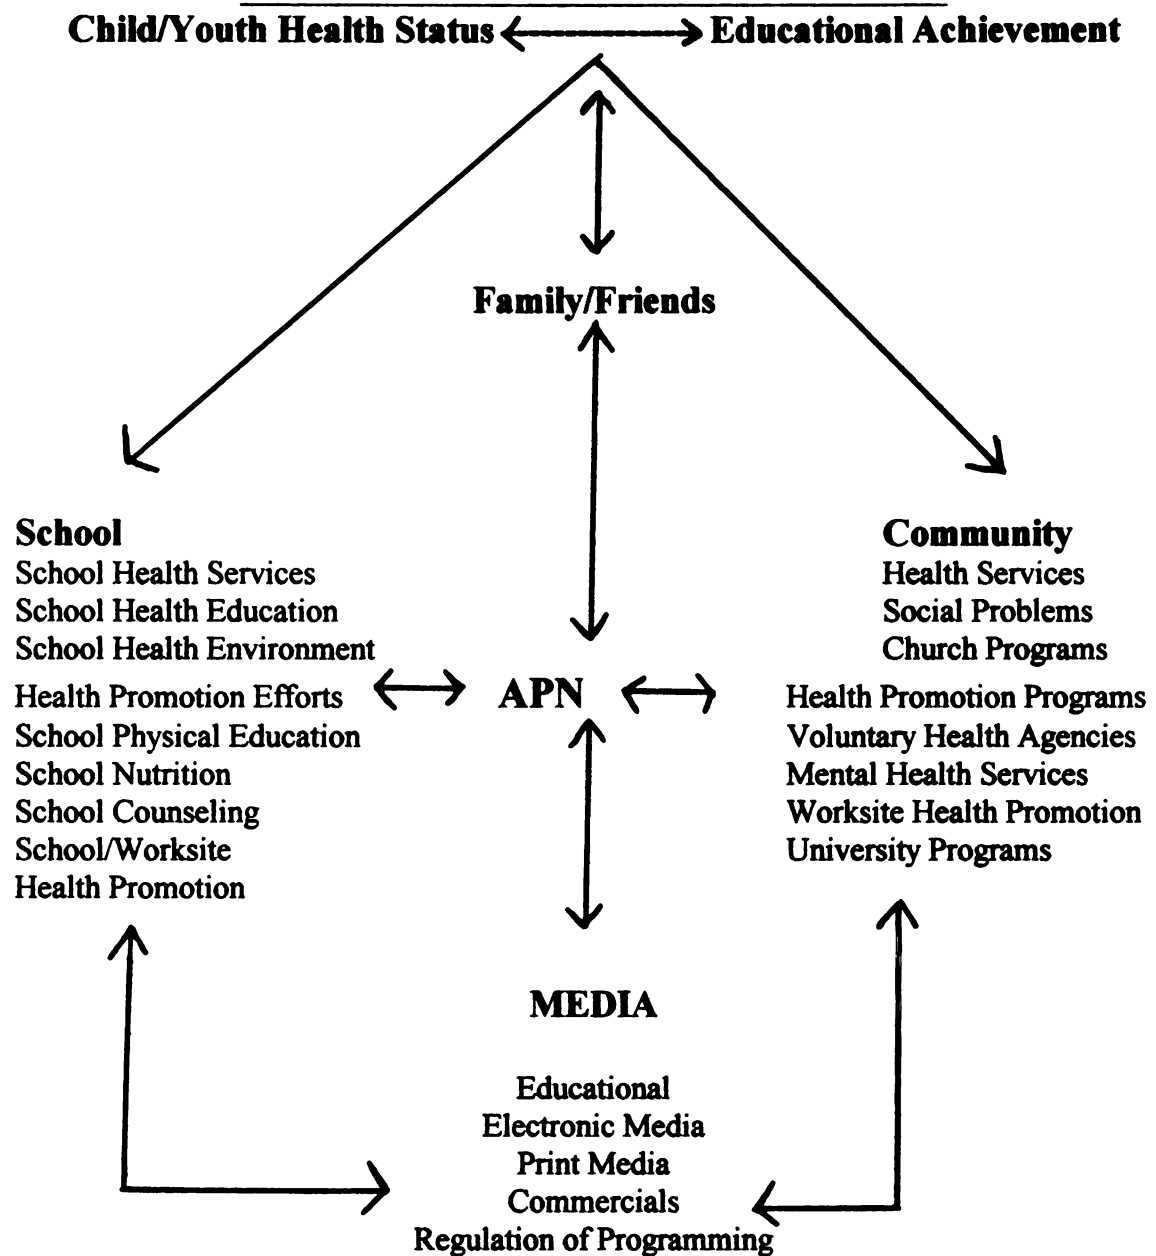 Child/Youth Health Status Educational Achievement
Family/Friends
School
School Health Services
School Health Education
School Health Environment
Health Promotion Efforts
School Physical Education
School Nutrition
School Counseling
School/Worksite
Health Promotion
APN
Community
Health Services
Social Problems
Church Programs
Health Promotion Programs
Voluntary Health Agencies
Mental Health Services
Worksite Health Promotion
University Programs
MEDIA
Educational
Electronic Media
Print Media
Commercials
Regulation of Programming